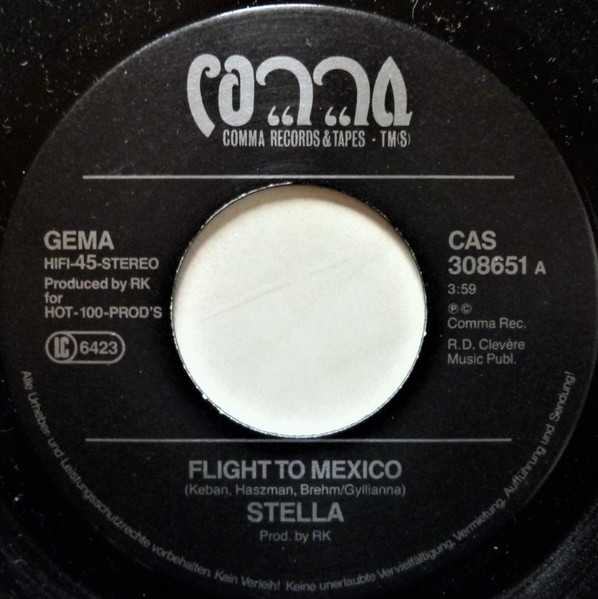 comma
COMMA RECORDS & TAPES - TM(S)
GEMA
HIFI-45-STEREO
Produced by RK
for
HOT-100-PROD'S
LC 6423
CAS
308651 A
3:59
℗ ©
Comma Rec.
R.D. Clevère
Music Publ.
FLIGHT TO MEXICO
(Keban, Haszman, Brehm/Gyllianna)
STELLA
Prod. by RK
Alle Urheber und Leistungsschutzrechte vorbehalten. Kein Verleih! Keine unerlaubte Vervielfältigung, Vermietung, Aufführung und Sendung!